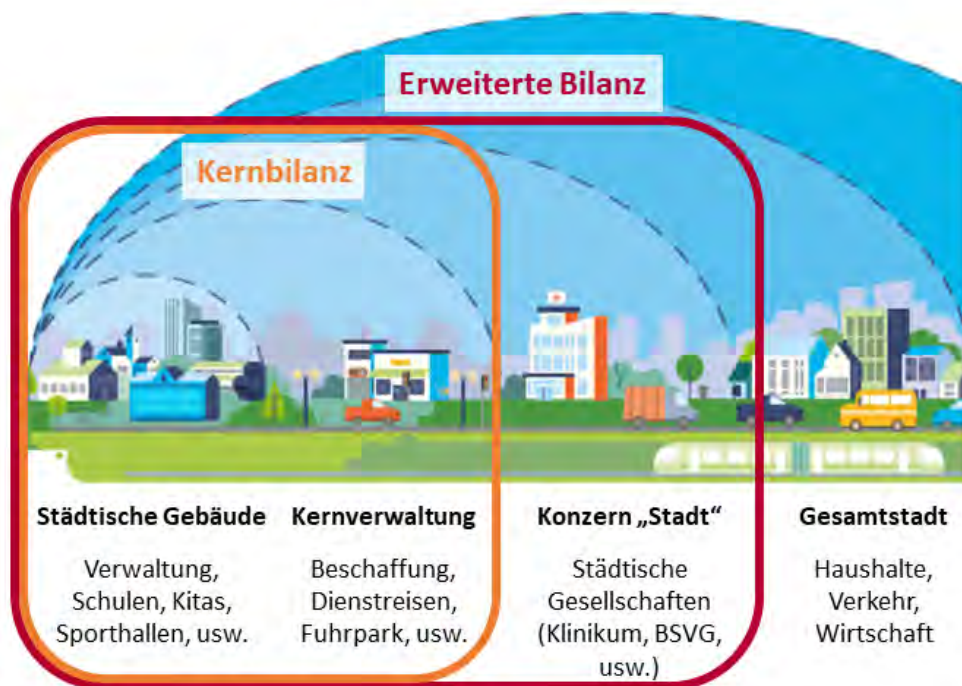 Erweiterte Bilanz
Kernbilanz
Städtische Gebäude
Verwaltung,
Schulen, Kitas,
Sporthallen, usw.
Kernverwaltung
Beschaffung,
Dienstreisen,
Fuhrpark, usw.
Konzern „Stadt“
Städtische
Gesellschaften
(Klinikum, BSVG,
usw.)
Gesamtstadt
Haushalte,
Verkehr,
Wirtschaft